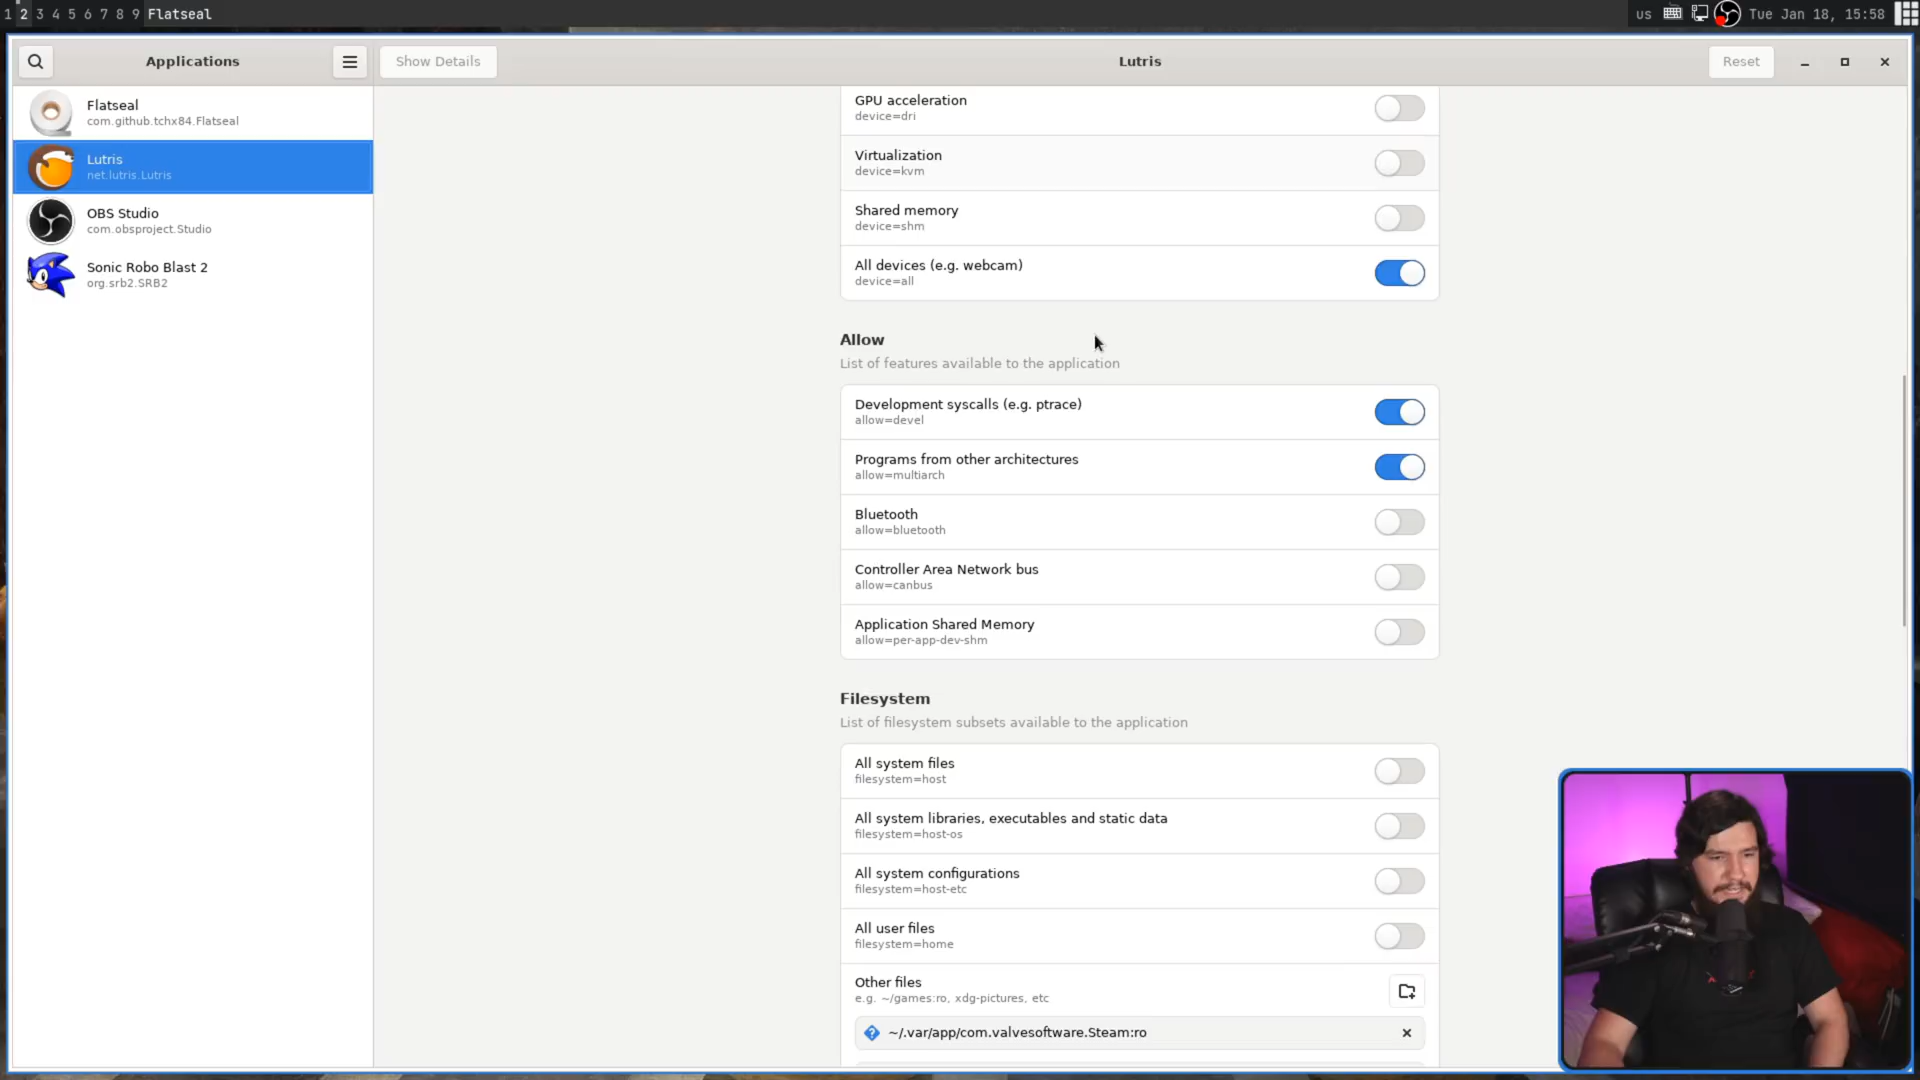 1 2 3 4 5 6 7 8 9 Flatseal
us Tue Jan 18, 15:58
Applications
Show Details
Lutris
Reset
Flatseal
com.github.tchx84.Flatseal
Lutris
net.lutris.Lutris
OBS Studio
com.obsproject.Studio
Sonic Robo Blast 2
org.srb2.SRB2
GPU acceleration
device=dri
Virtualization
device=kvm
Shared memory
device=shm
All devices (e.g. webcam)
device=all
Allow
List of features available to the application
Development syscalls (e.g. ptrace)
allow=devel
Programs from other architectures
allow=multiarch
Bluetooth
allow=bluetooth
Controller Area Network bus
allow=canbus
Application Shared Memory
allow=per-app-dev-shm
Filesystem
List of filesystem subsets available to the application
All system files
filesystem=host
All system libraries, executables and static data
filesystem=host-os
All system configurations
filesystem=host-etc
All user files
filesystem=home
Other files
e.g. ~/games:ro, xdg-pictures, etc
~/.var/app/com.valvesoftware.Steam:ro